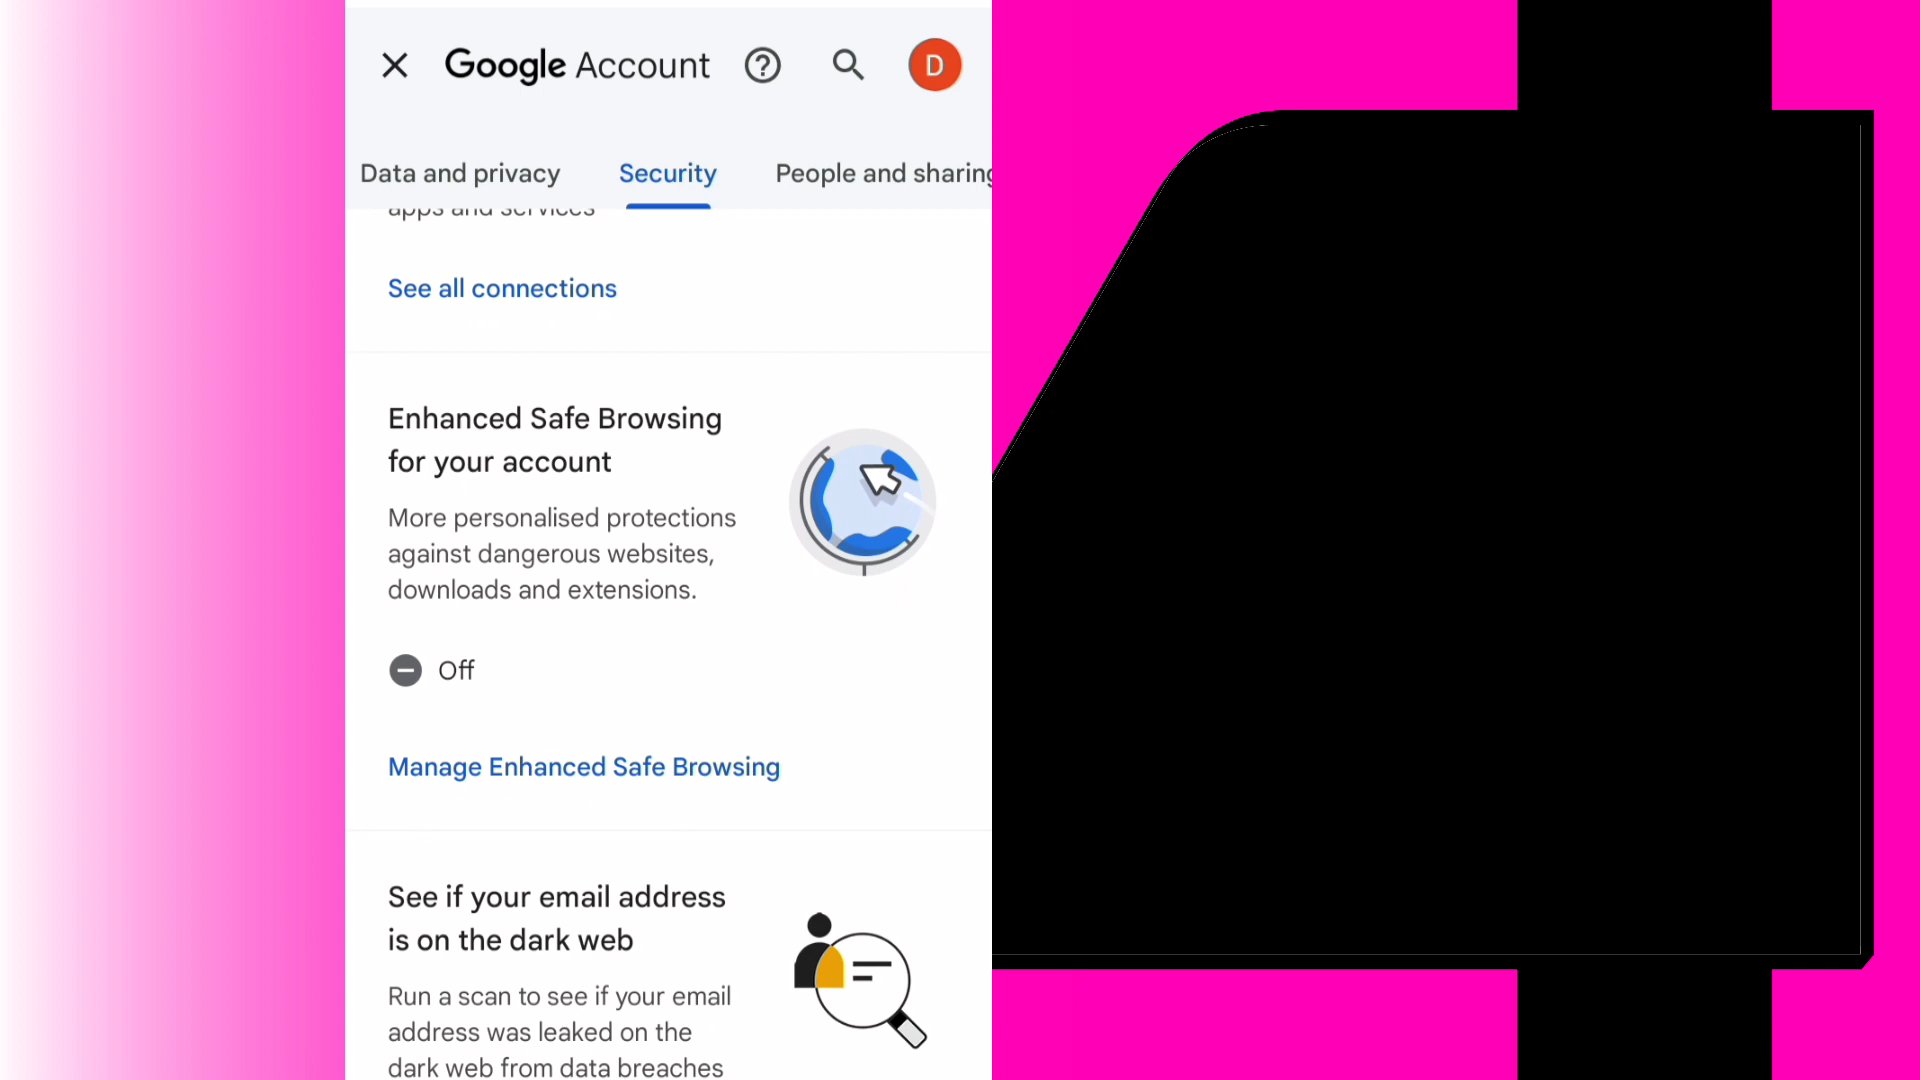 Google Account
D
Data and privacy
Security
People and sharing
apps and services
See all connections
Enhanced Safe Browsing
for your account
More personalised protections
against dangerous websites,
downloads and extensions.
Off
Manage Enhanced Safe Browsing
See if your email address
is on the dark web
Run a scan to see if your email
address was leaked on the
dark web from data breaches